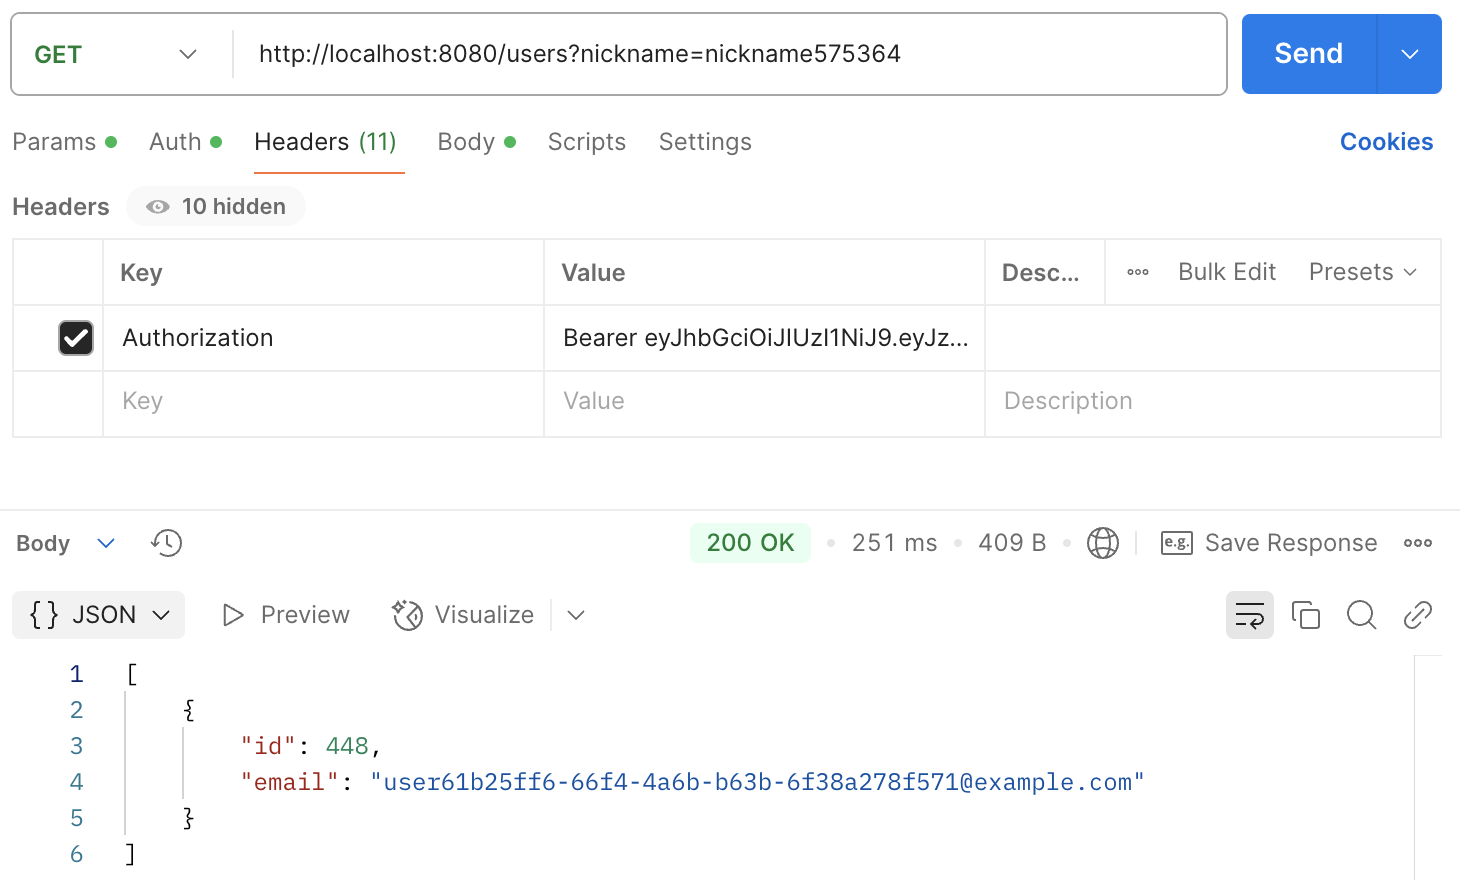 GET http://localhost:8080/users?nickname=nickname575364 Send
Params Auth Headers (11) Body Scripts Settings Cookies
Headers 10 hidden
Key Value Desc... Bulk Edit Presets
Authorization Bearer eyJhbGciOiJIUzI1NiJ9.eyJz...
Key Value Description
Body 200 OK 251 ms 409 B e.g. Save Response
{} JSON Preview Visualize
1 [
2 {
3 "id": 448,
4 "email": "user61b25ff6-66f4-4a6b-b63b-6f38a278f571@example.com"
5 }
6 ]